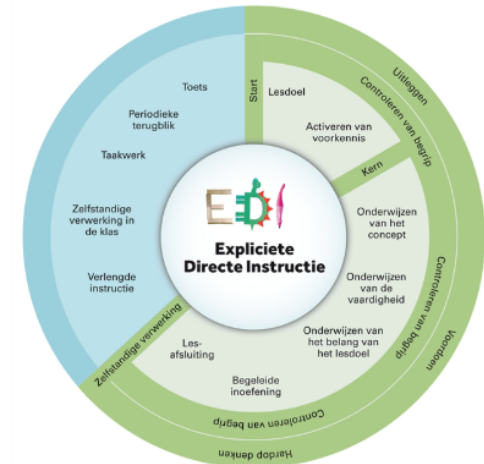 Uitleggen
Controleren van begrip
Start
Lesdoel
Activeren van
voorkennis
Kern
Onderwijzen
van het
concept
Onderwijzen
van de
vaardigheid
Onderwijzen van
het belang van
het lesdoel
Controleren van begrip
Voordoen
Begeleide
inoefening
Les-
afsluiting
Controleren van begrip
Hardop denken
Zelfstandige verwerking
Verlengde
instructie
Zelfstandige
verwerking in
de klas
Taakwerk
Periodieke
terugblik
Toets
EDI
Expliciete
Directe Instructie